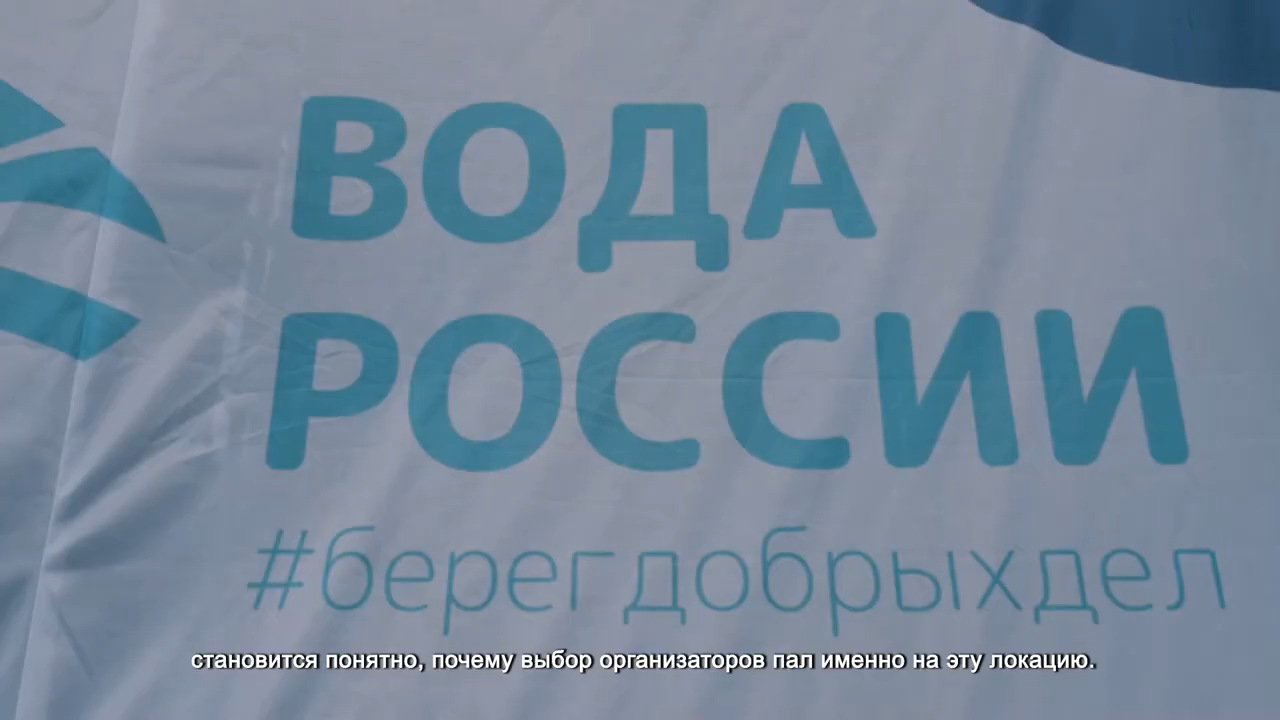 ВОДА
РОССИИ
#берегдобрыхдел
становится понятно, почему выбор организаторов пал именно на эту локацию.